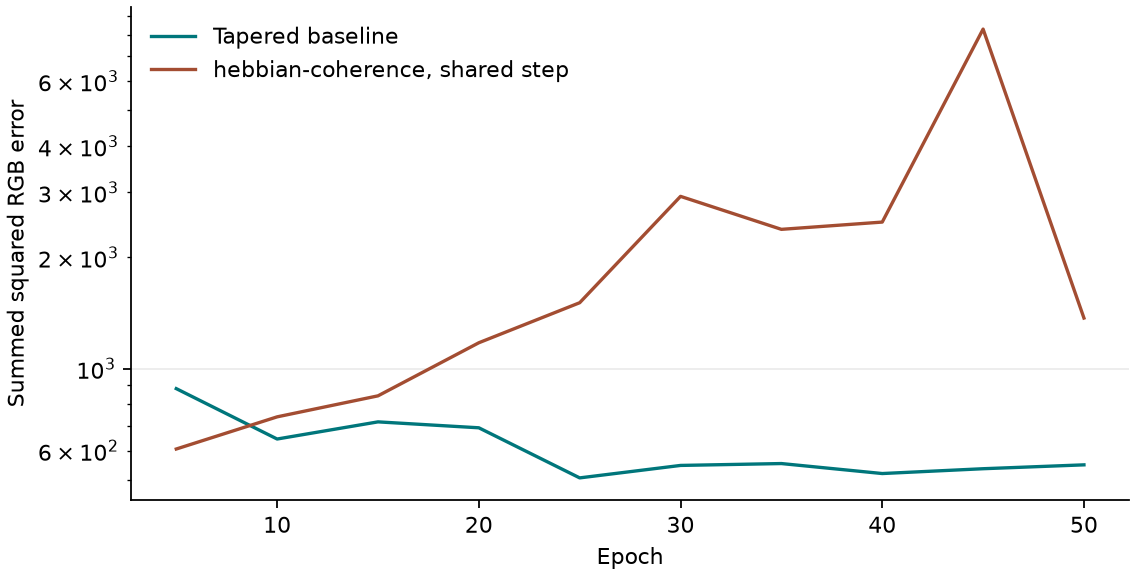 Tapered baseline
hebbian-coherence, shared step
Summed squared RGB error
6 × 10³
4 × 10³
3 × 10³
2 × 10³
10³
6 × 10²
10 20 30 40 50
Epoch